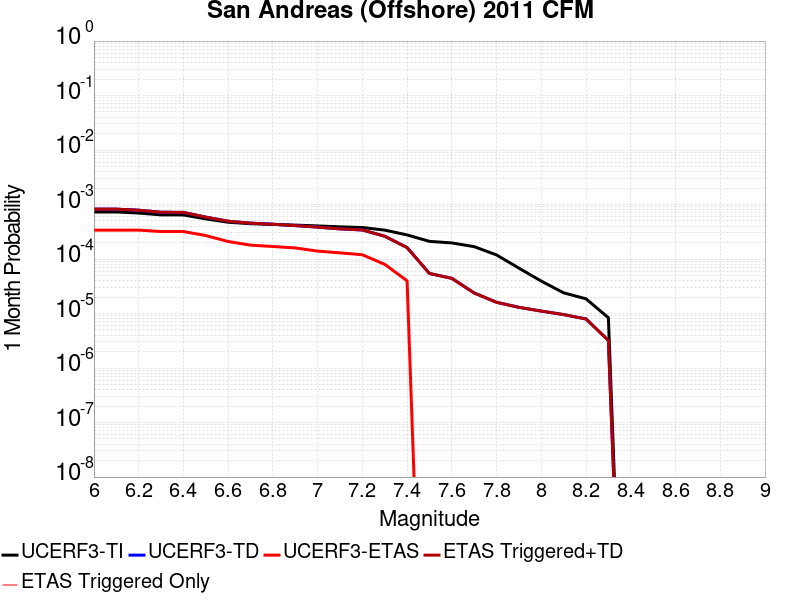 San Andreas (Offshore) 2011 CFM
10^0
10^-1
10^-2
10^-3
10^-4
10^-5
10^-6
10^-7
10^-8
1 Month Probability
6 6.2 6.4 6.6 6.8 7 7.2 7.4 7.6 7.8 8 8.2 8.4 8.6 8.8 9
Magnitude
UCERF3-TI UCERF3-TD UCERF3-ETAS ETAS Triggered+TD
ETAS Triggered Only